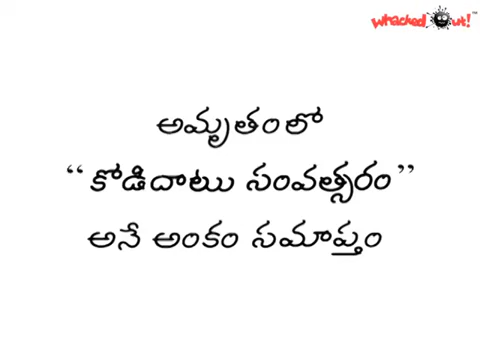 whacked out!
అమృతంలో
“కోడిదాటు సంవత్సరం”
అనే అంకం సమాప్తం